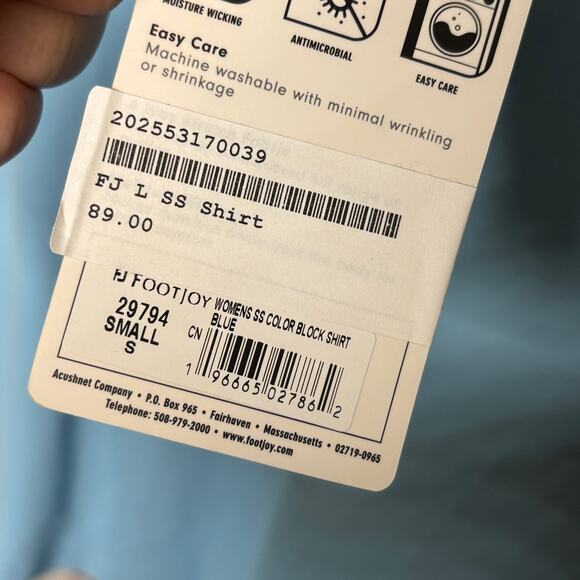 MOISTURE WICKING
ANTIMICROBIAL
EASY CARE
Easy Care
Machine washable with minimal wrinkling
or shrinkage
202553170039
FJ L SS Shirt
89.00
FJ FOOTJOY
29794
SMALL
S
WOMENS SS COLOR BLOCK SHIRT
BLUE
CN
1 96665 02786 2
Acushnet Company • P.O. Box 965 • Fairhaven • Massachusetts • 02719-0965
Telephone: 508-979-2000 • www.footjoy.com